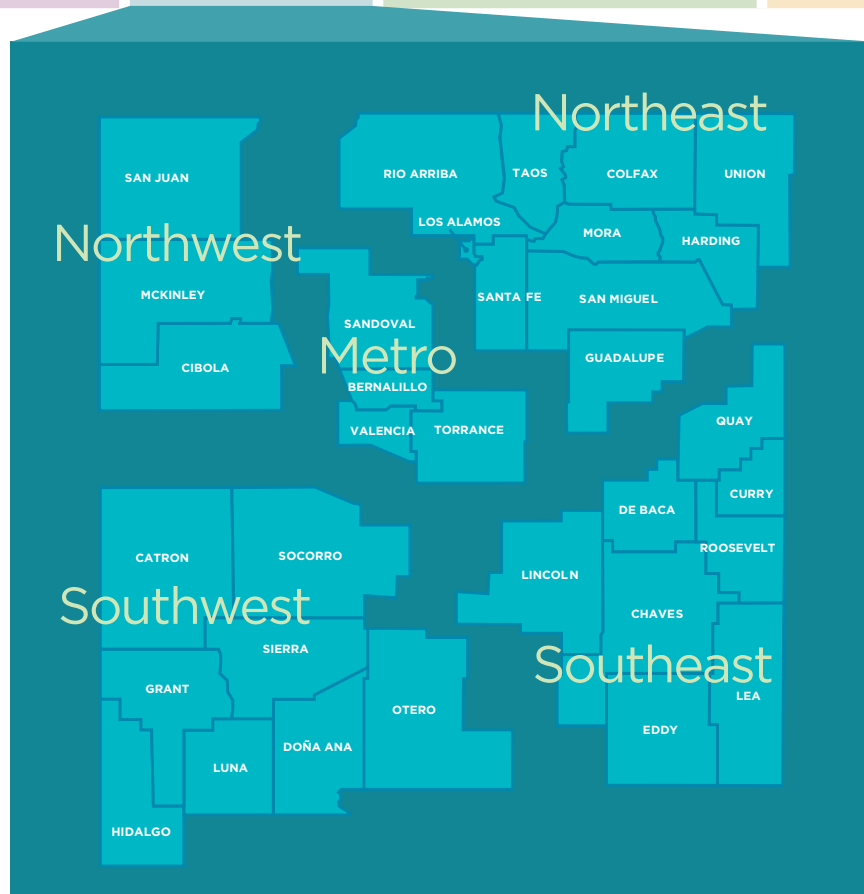 Northeast
SAN JUAN
RIO ARRIBA
TAOS
COLFAX
UNION
LOS ALAMOS
MORA
HARDING
Northwest
MCKINLEY
SANTA FE
SAN MIGUEL
SANDOVAL
Metro
CIBOLA
GUADALUPE
BERNALILLO
VALENCIA
TORRANCE
QUAY
CURRY
DE BACA
ROOSEVELT
CATRON
SOCORRO
LINCOLN
Southwest
CHAVES
SIERRA
Southeast
GRANT
LEA
OTERO
EDDY
DOÑA ANA
LUNA
HIDALGO